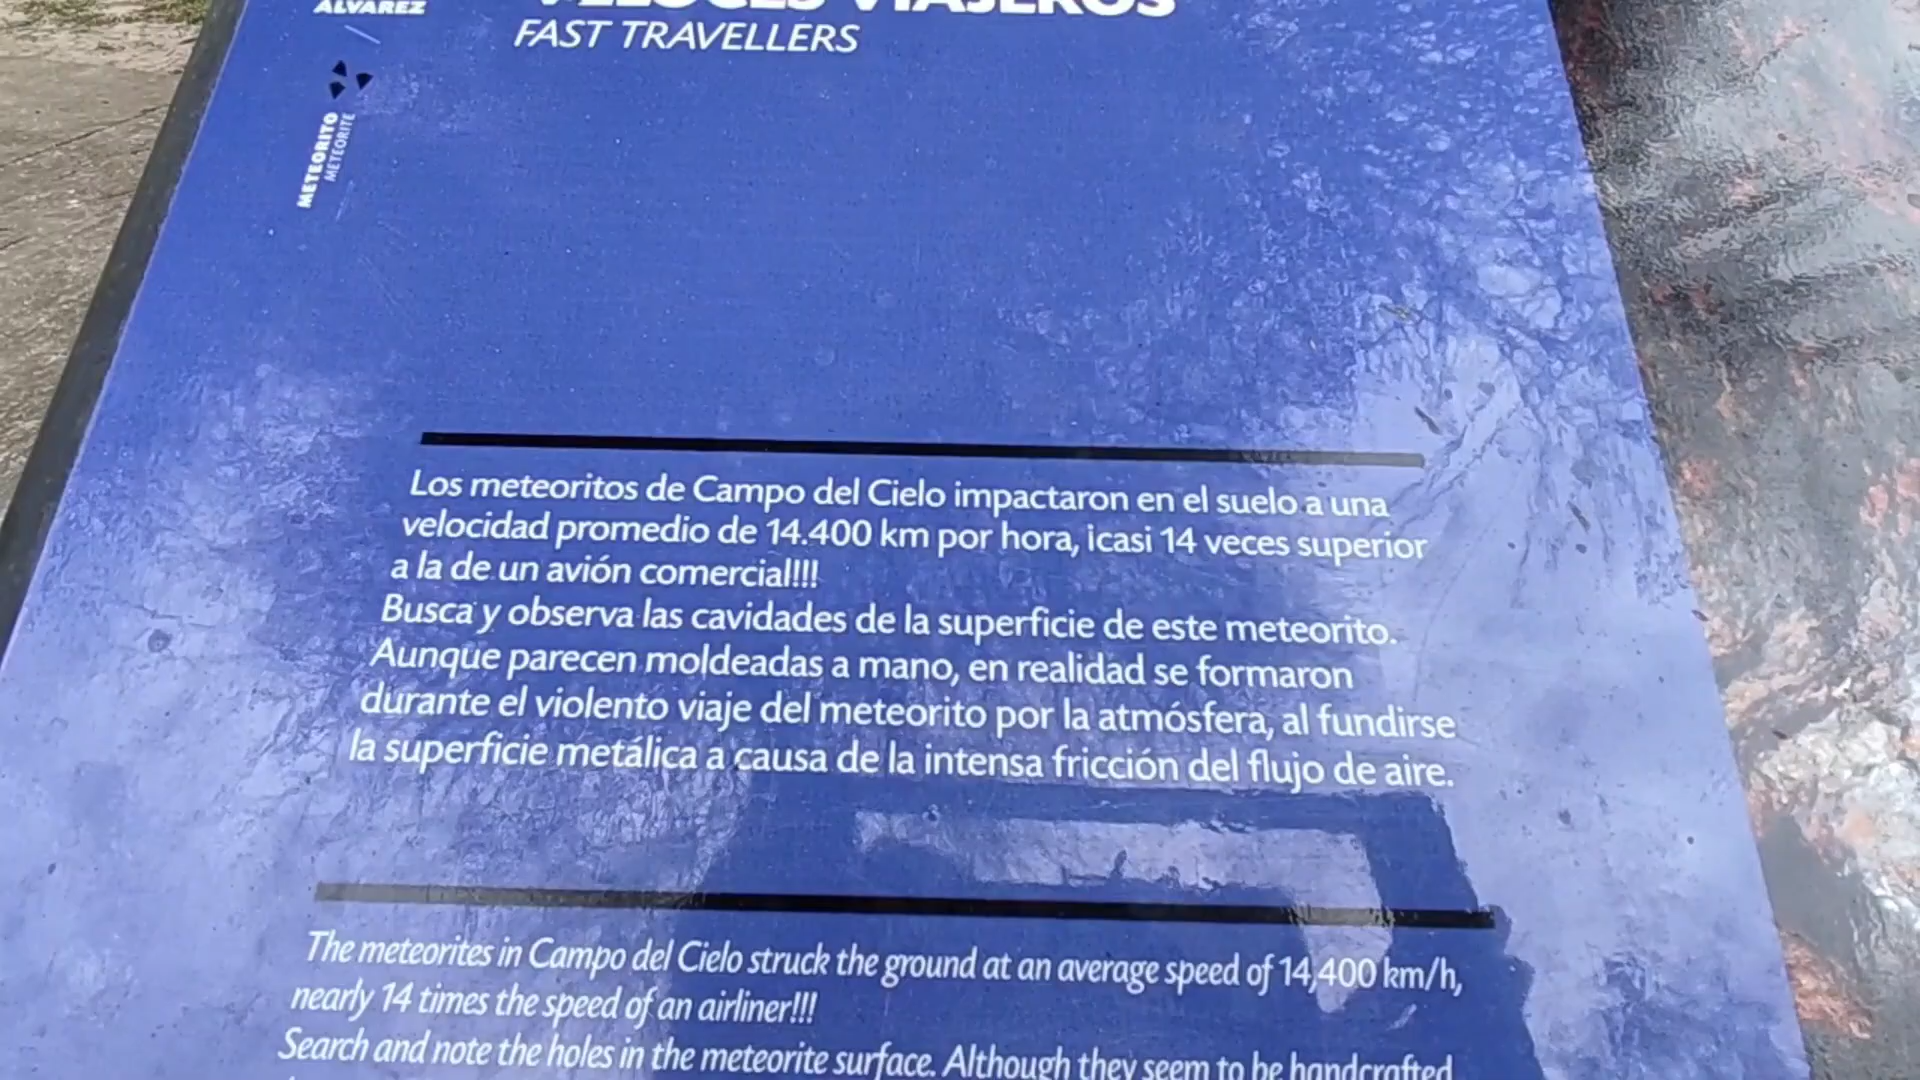 ALVAREZ
VELOCES VIAJEROS
FAST TRAVELLERS
METEORITO
METEORITE
Los meteoritos de Campo del Cielo impactaron en el suelo a una
velocidad promedio de 14.400 km por hora, icasi 14 veces superior
a la de un avión comercial!!!
Busca y observa las cavidades de la superficie de este meteorito.
Aunque parecen moldeadas a mano, en realidad se formaron
durante el violento viaje del meteorito por la atmósfera, al fundirse
la superficie metálica a causa de la intensa fricción del flujo de aire.
The meteorites in Campo del Cielo struck the ground at an average speed of 14,400 km/h,
nearly 14 times the speed of an airliner!!!
Search and note the holes in the meteorite surface. Although they seem to be handcrafted